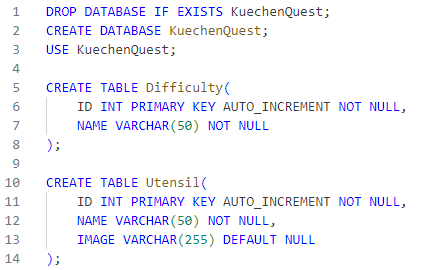 1 DROP DATABASE IF EXISTS KuechenQuest;
2 CREATE DATABASE KuechenQuest;
3 USE KuechenQuest;
4
5 CREATE TABLE Difficulty(
6     ID INT PRIMARY KEY AUTO_INCREMENT NOT NULL,
7     NAME VARCHAR(50) NOT NULL
8 );
9
10 CREATE TABLE Utensil(
11     ID INT PRIMARY KEY AUTO_INCREMENT NOT NULL,
12     NAME VARCHAR(50) NOT NULL,
13     IMAGE VARCHAR(255) DEFAULT NULL
14 );